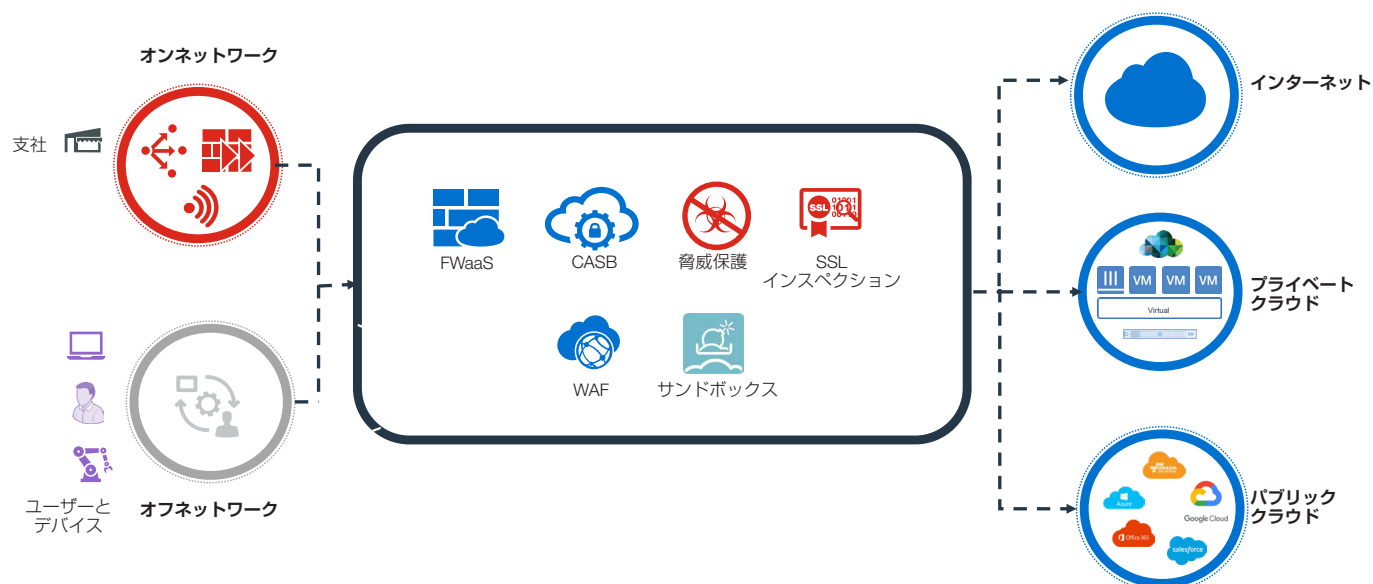 オンネットワーク
支社
ユーザーと
デバイス
オフネットワーク
FWaaS
CASB
脅威保護
SSL
SSL
インスペクション
WAF
サンドボックス
インターネット
VM VM VM
Virtual
プライベート
クラウド
Azure
Google Cloud
Office 365
salesforce
パブリック
クラウド